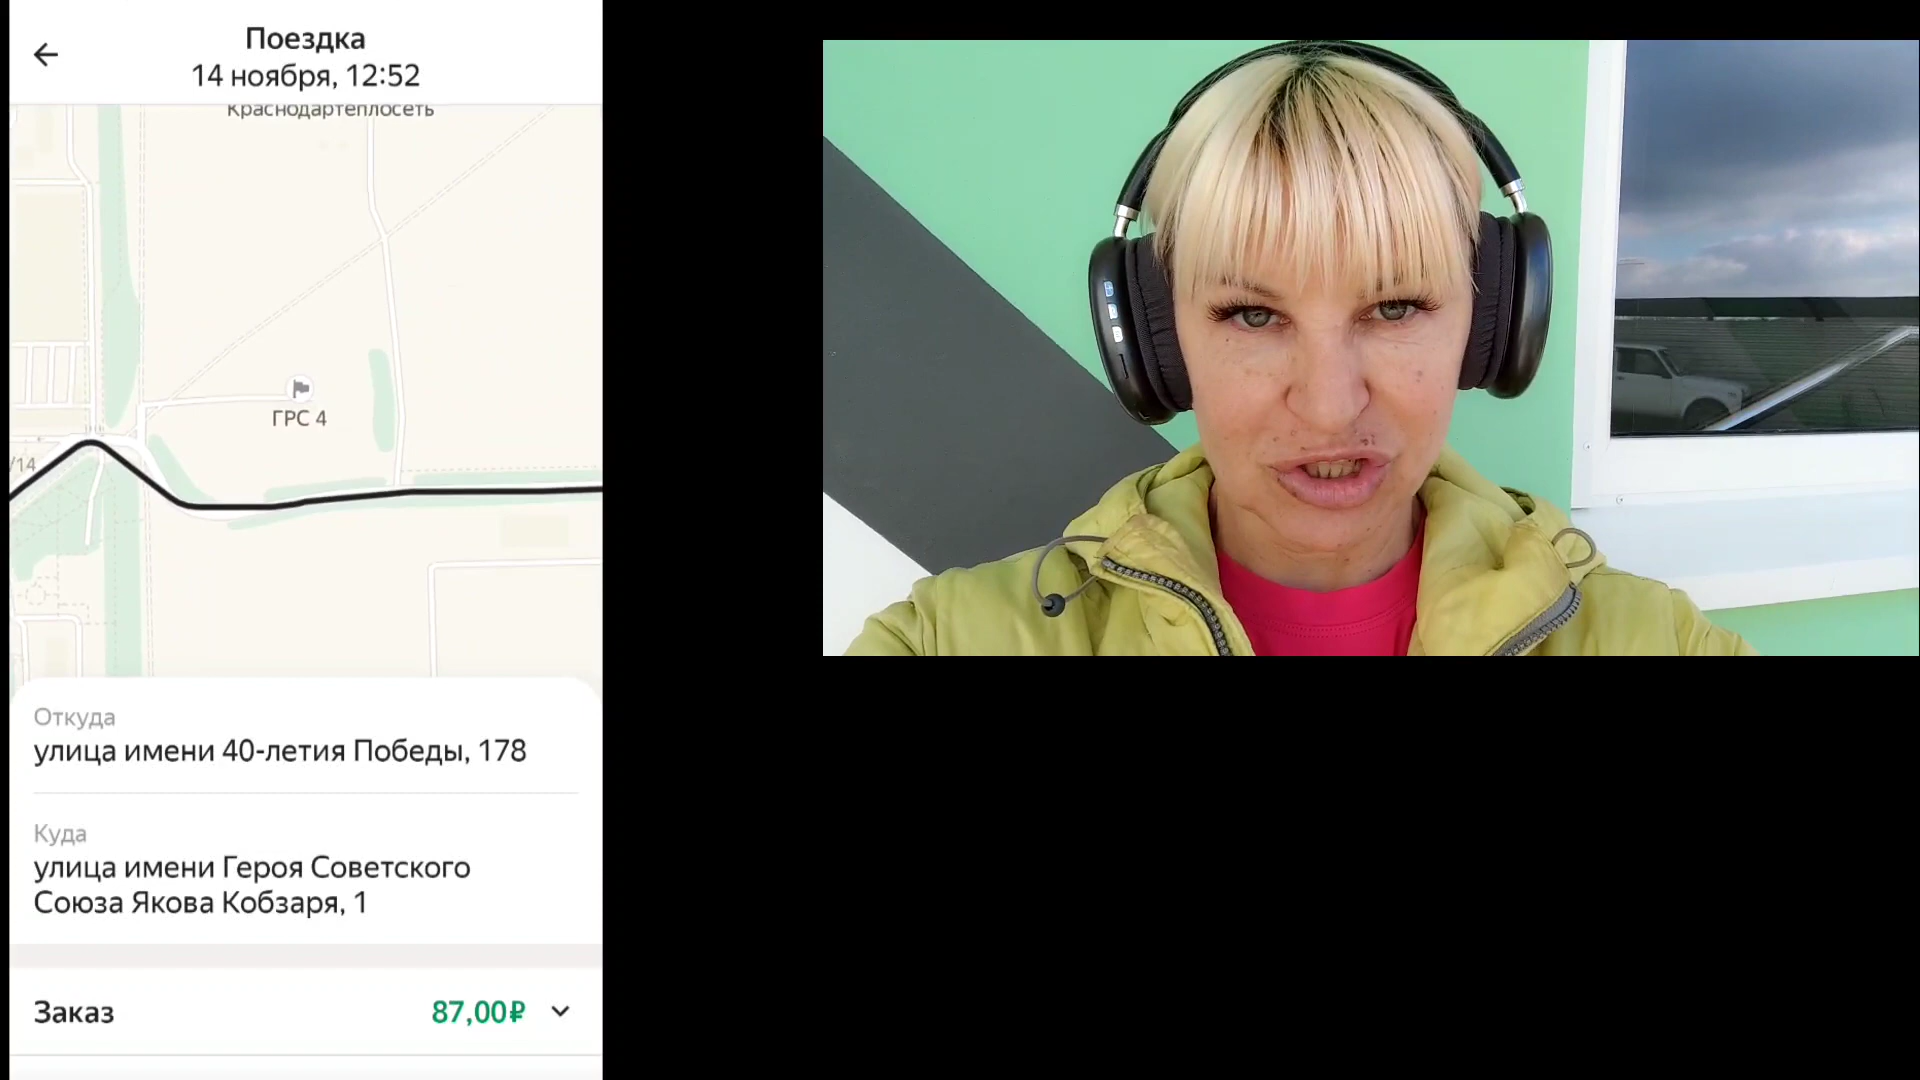 Поездка
14 ноября, 12:52
Краснодартеплосеть
ГРС 4
/14
Откуда
улица имени 40-летия Победы, 178
Куда
улица имени Героя Советского
Союза Якова Кобзаря, 1
Заказ
87,00₽